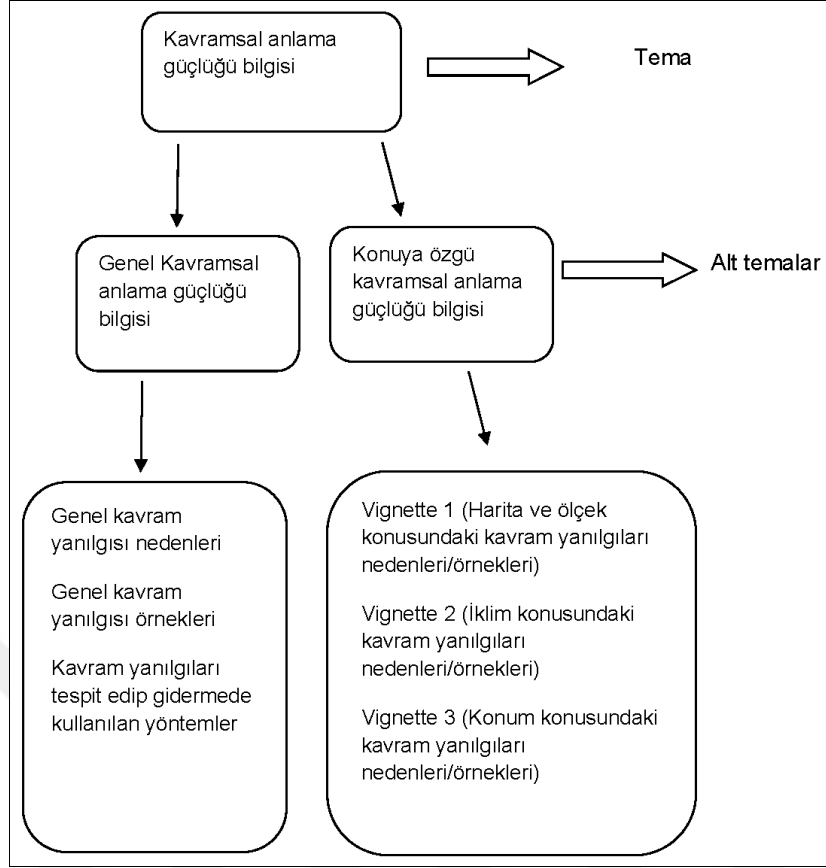 Kavramsal anlama
güçlüğü bilgisi
Tema
Genel Kavramsal
anlama güçlüğü
bilgisi
Konuya özgü
kavramsal anlama
güçlüğü bilgisi
Alt temalar
Genel kavram
yanılgısı nedenleri
Genel kavram
yanılgısı örnekleri
Kavram yanılgıları
tespit edip gidermede
kullanılan yöntemler
Vignette 1 (Harita ve ölçek
konusundaki kavram yanılgıları
nedenleri/örnekleri)
Vignette 2 (İklim konusundaki
kavram yanılgıları
nedenleri/örnekleri)
Vignette 3 (Konum konusundaki
kavram yanılgıları
nedenleri/örnekleri)